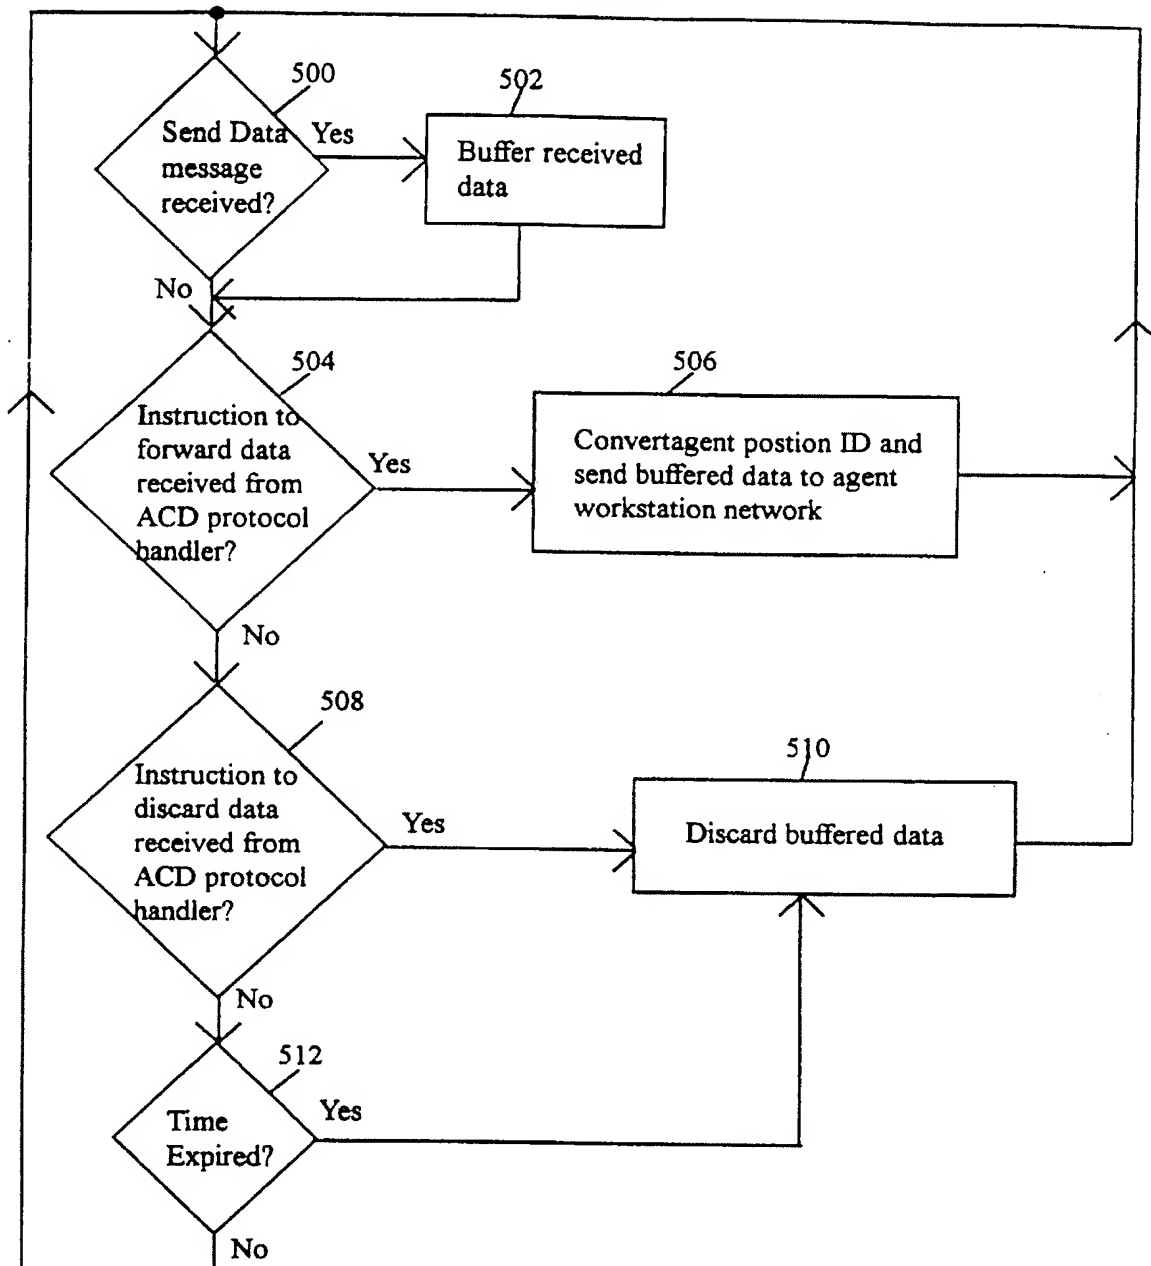 500
Send Data
message
received?
Yes
502
Buffer received
data
No
504
Instruction to
forward data
received from
ACD protocol
handler?
Yes
506
Convertagent postion ID and
send buffered data to agent
workstation network
No
508
Instruction to
discard data
received from
ACD protocol
handler?
Yes
510
Discard buffered data
No
512
Time
Expired?
Yes
No